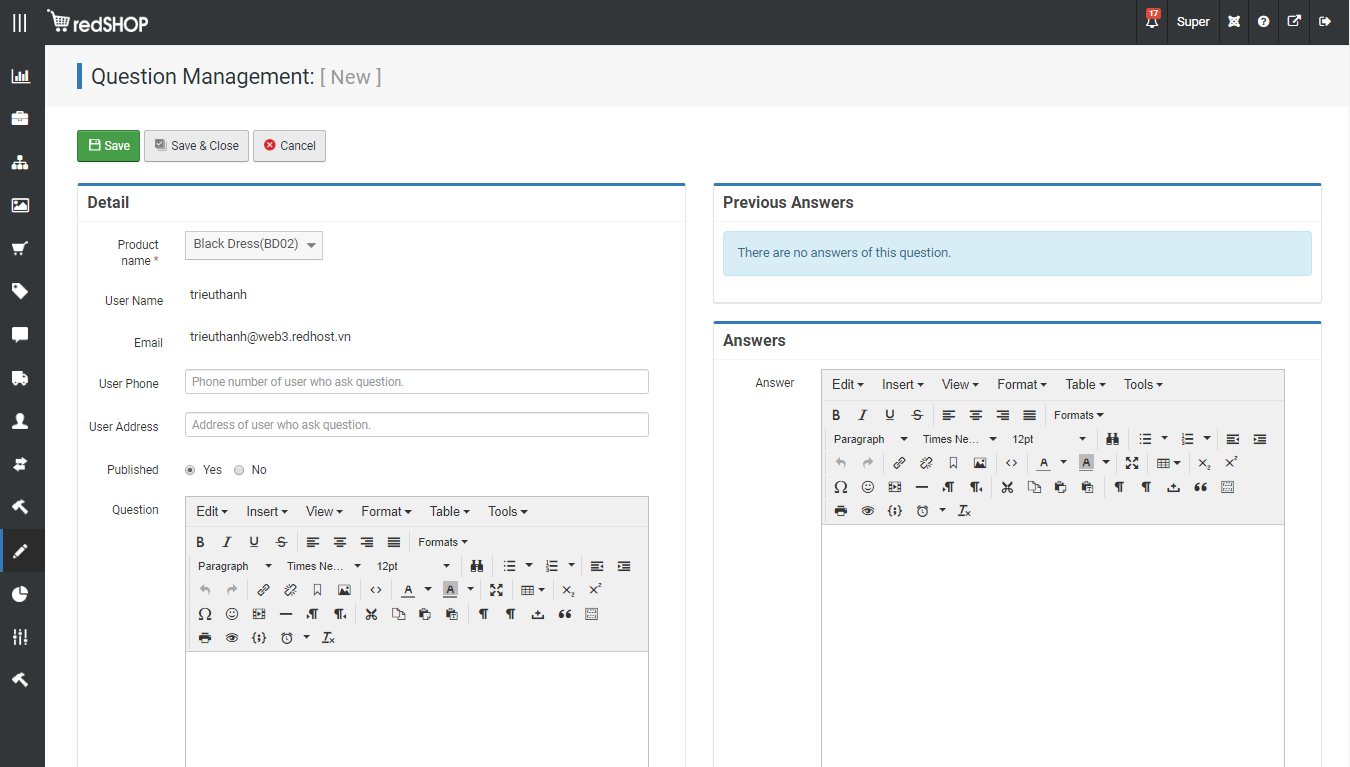 redSHOP
17
Super
Question Management: [ New ]
Save
Save & Close
Cancel
Detail
Product name *
Black Dress(BD02)
User Name
trieuthanh
Email
trieuthanh@web3.redhost.vn
User Phone
Phone number of user who ask question.
User Address
Address of user who ask question.
Published
Yes
No
Question
Edit Insert View Format Table Tools
Formats
Paragraph Times Ne... 12pt
Previous Answers
There are no answers of this question.
Answers
Answer
Edit Insert View Format Table Tools
Formats
Paragraph Times Ne... 12pt